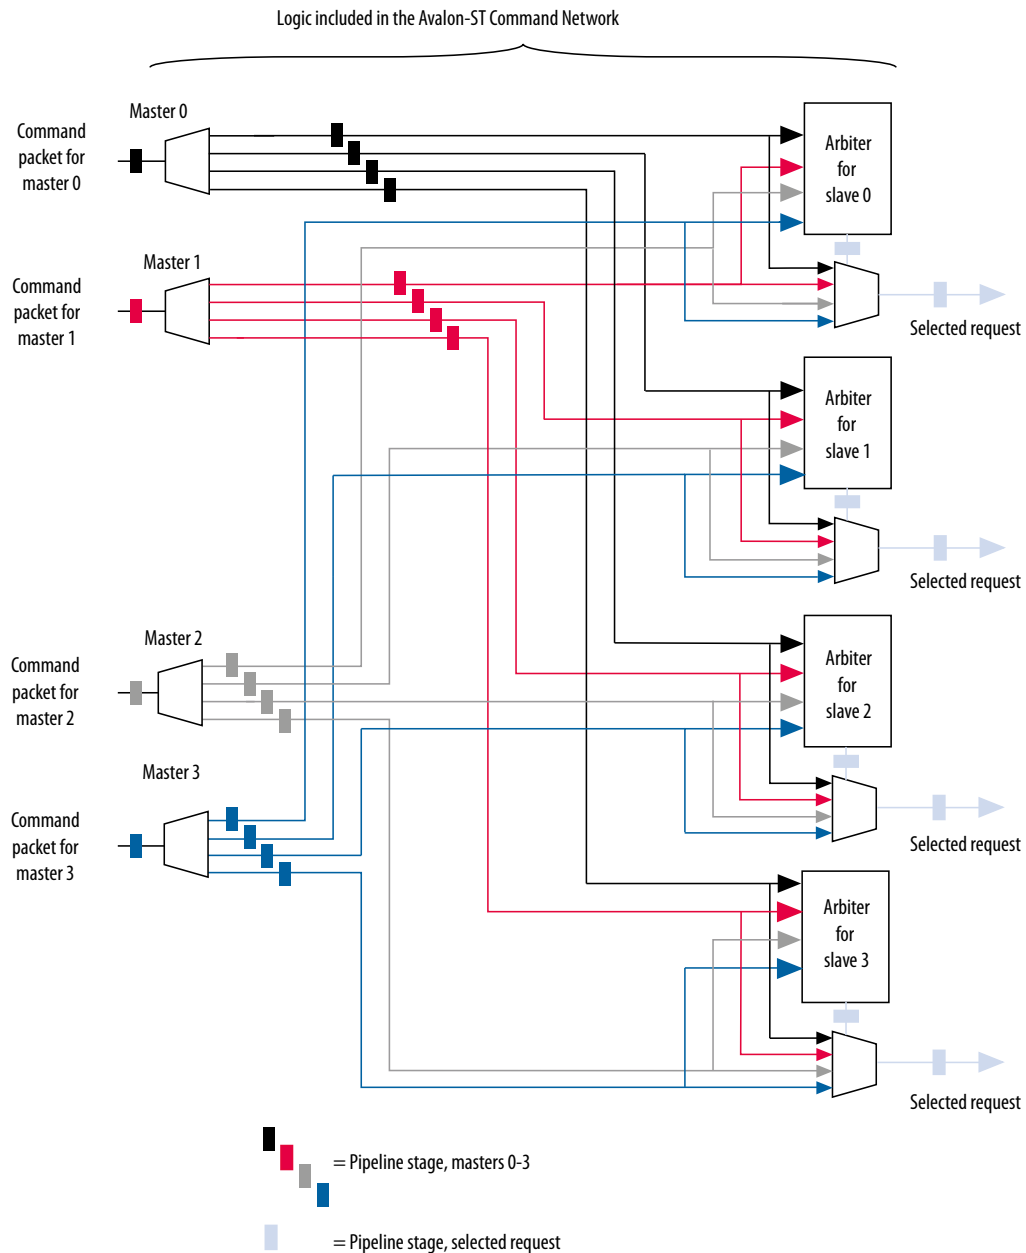 Logic included in the Avalon-ST Command Network
Master 0
Command
packet for
master 0
Arbiter
for
slave 0
Master 1
Command
packet for
master 1
Selected request
Arbiter
for
slave 1
Selected request
Master 2
Command
packet for
master 2
Arbiter
for
slave 2
Master 3
Command
packet for
master 3
Selected request
Arbiter
for
slave 3
Selected request
= Pipeline stage, masters 0-3
= Pipeline stage, selected request